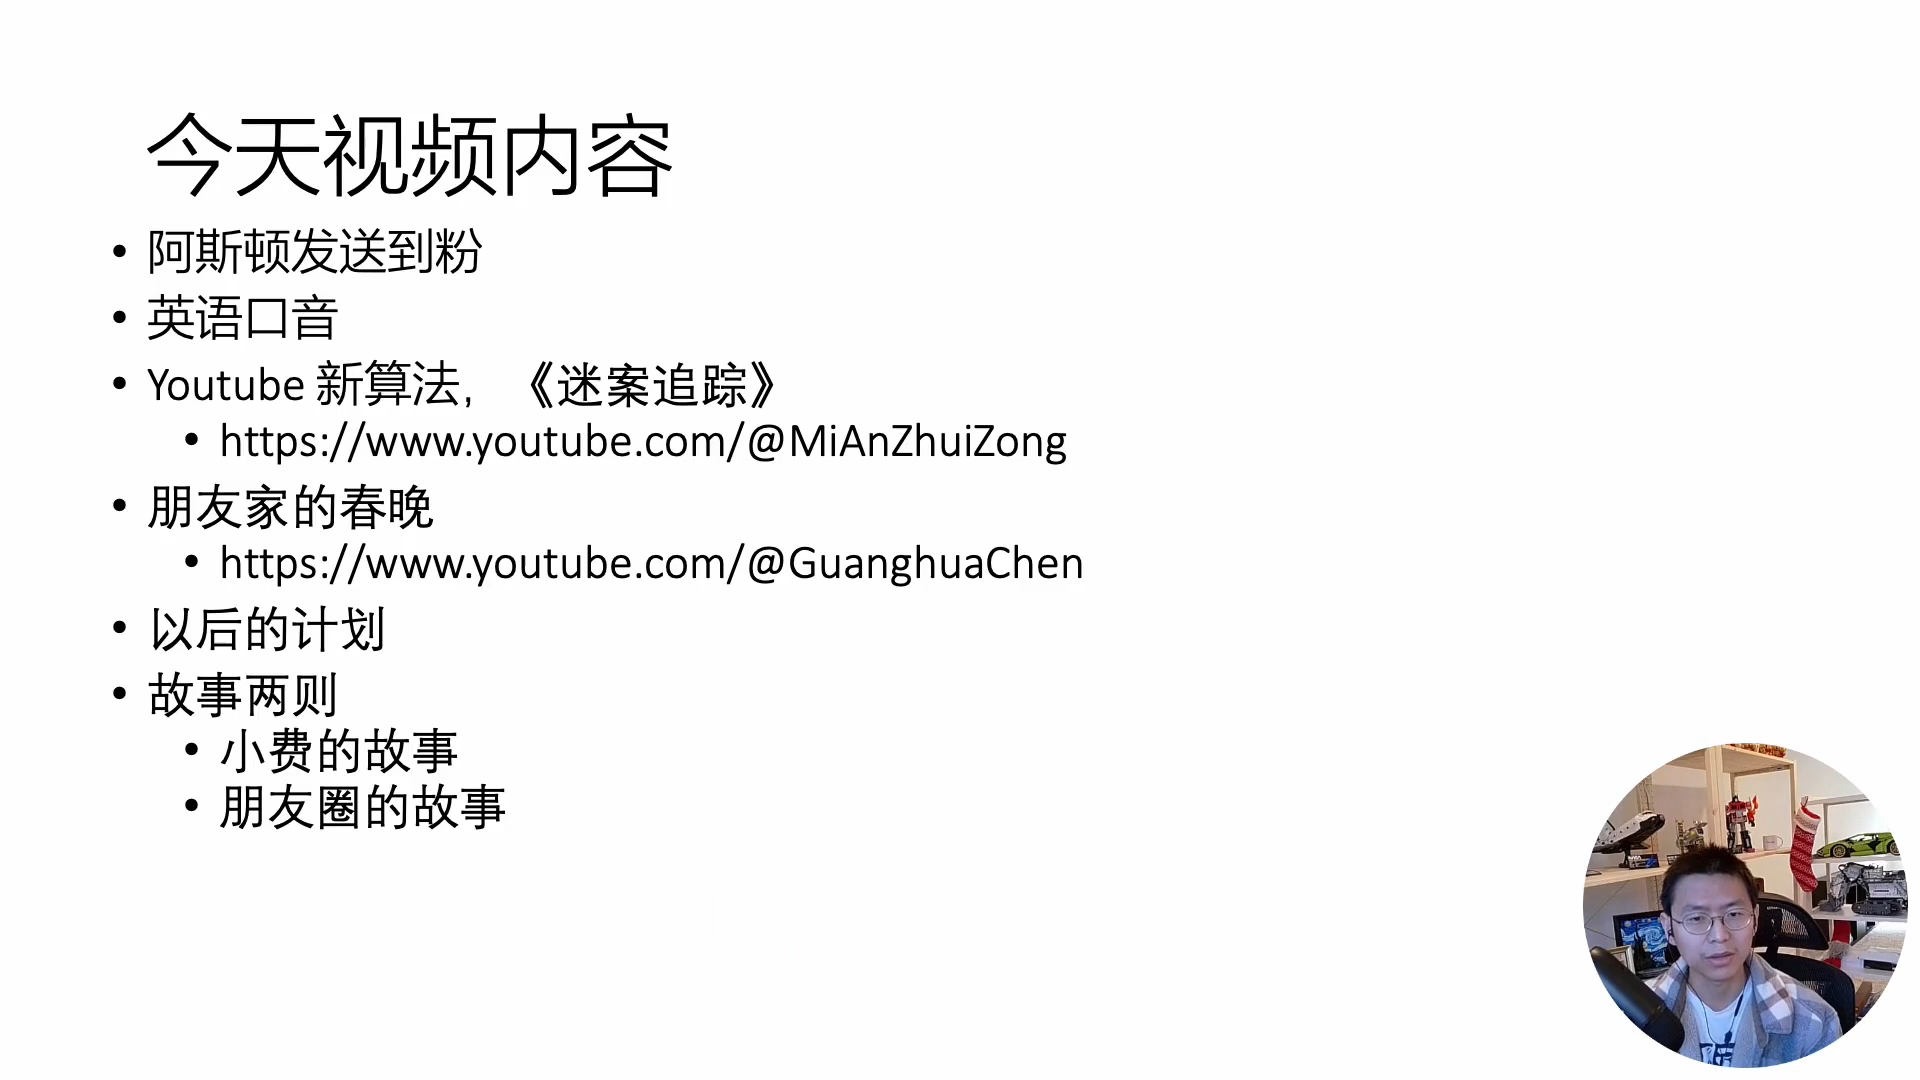 今天视频内容
• 阿斯顿发送到粉
• 英语口音
• Youtube 新算法，《迷案追踪》
• https://www.youtube.com/@MiAnZhuiZong
• 朋友家的春晚
• https://www.youtube.com/@GuanghuaChen
• 以后的计划
• 故事两则
• 小费的故事
• 朋友圈的故事